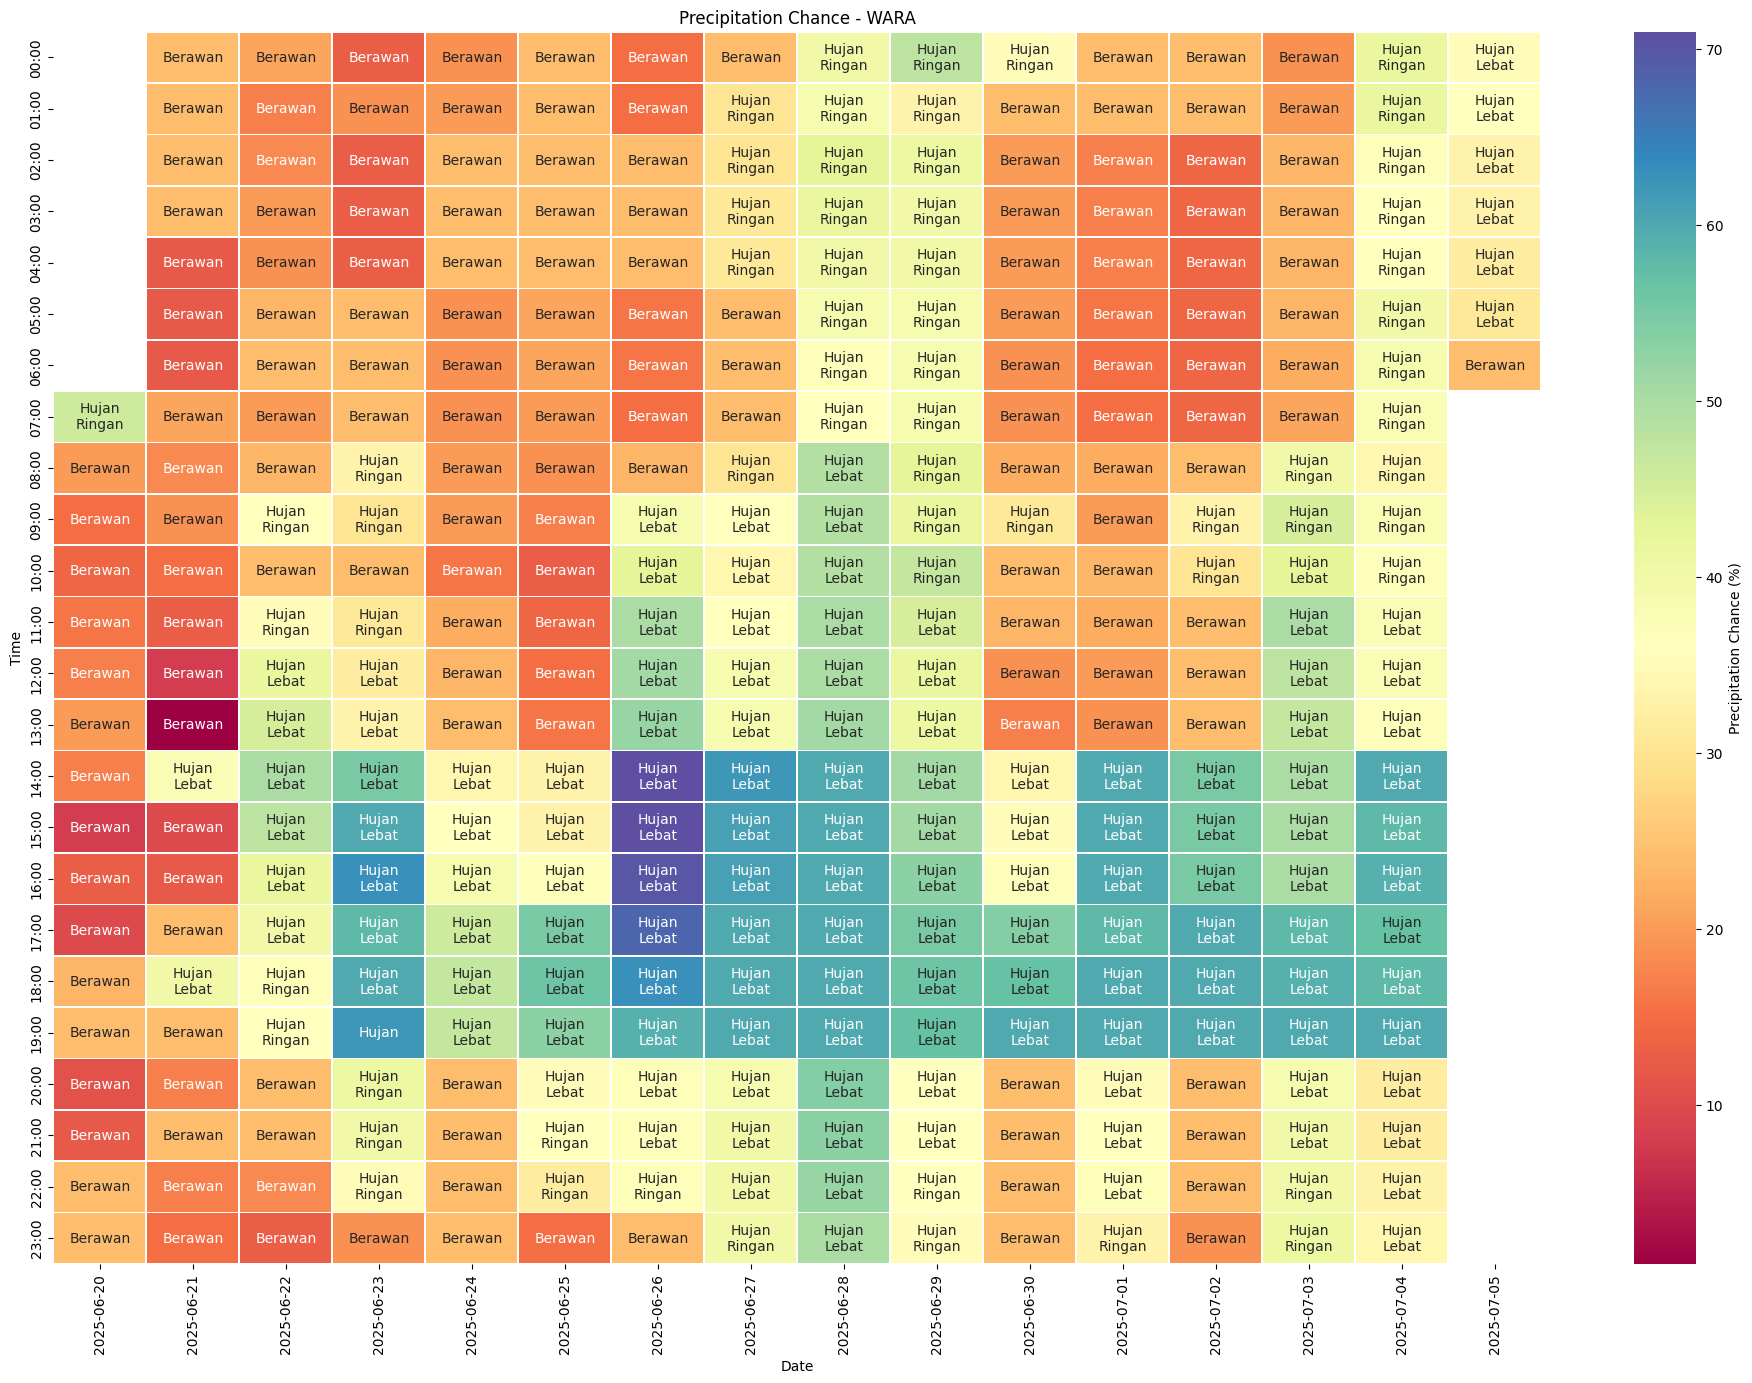 Precipitation Chance - WARA
00:00 Berawan Berawan Berawan Berawan Berawan Berawan Berawan Hujan Ringan Hujan Ringan Hujan Ringan Berawan Berawan Berawan Hujan Ringan Hujan Lebat
01:00 Berawan Berawan Berawan Berawan Berawan Berawan Hujan Ringan Hujan Ringan Hujan Ringan Berawan Berawan Berawan Berawan Hujan Ringan Hujan Lebat
02:00 Berawan Berawan Berawan Berawan Berawan Berawan Hujan Ringan Hujan Ringan Hujan Ringan Berawan Berawan Berawan Berawan Hujan Ringan Hujan Lebat
03:00 Berawan Berawan Berawan Berawan Berawan Berawan Hujan Ringan Hujan Ringan Hujan Ringan Berawan Berawan Berawan Berawan Hujan Ringan Hujan Lebat
04:00 Berawan Berawan Berawan Berawan Berawan Berawan Hujan Ringan Hujan Ringan Hujan Ringan Berawan Berawan Berawan Berawan Hujan Ringan Hujan Lebat
05:00 Berawan Berawan Berawan Berawan Berawan Berawan Berawan Hujan Ringan Hujan Ringan Berawan Berawan Berawan Berawan Hujan Ringan Hujan Lebat
06:00 Berawan Berawan Berawan Berawan Berawan Berawan Berawan Hujan Ringan Hujan Ringan Berawan Berawan Berawan Berawan Hujan Ringan Berawan
07:00 Hujan Ringan Berawan Berawan Berawan Berawan Berawan Berawan Berawan Hujan Ringan Hujan Ringan Berawan Berawan Berawan Berawan Hujan Ringan
08:00 Berawan Berawan Berawan Hujan Ringan Berawan Berawan Berawan Hujan Ringan Hujan Lebat Hujan Ringan Berawan Berawan Berawan Hujan Ringan Hujan Ringan
09:00 Berawan Berawan Hujan Ringan Hujan Ringan Berawan Berawan Hujan Lebat Hujan Lebat Hujan Lebat Hujan Ringan Hujan Ringan Berawan Hujan Ringan Hujan Ringan Hujan Ringan
10:00 Berawan Berawan Berawan Berawan Berawan Berawan Hujan Lebat Hujan Lebat Hujan Lebat Hujan Ringan Berawan Berawan Hujan Ringan Hujan Lebat Hujan Ringan
11:00 Berawan Berawan Hujan Ringan Hujan Ringan Berawan Berawan Hujan Lebat Hujan Lebat Hujan Lebat Hujan Lebat Berawan Berawan Berawan Hujan Lebat Hujan Lebat
12:00 Berawan Berawan Hujan Lebat Hujan Lebat Berawan Berawan Hujan Lebat Hujan Lebat Hujan Lebat Hujan Lebat Berawan Berawan Berawan Hujan Lebat Hujan Lebat
13:00 Berawan Berawan Hujan Lebat Hujan Lebat Berawan Berawan Hujan Lebat Hujan Lebat Hujan Lebat Hujan Lebat Berawan Berawan Berawan Hujan Lebat Hujan Lebat
14:00 Berawan Hujan Lebat Hujan Lebat Hujan Lebat Hujan Lebat Hujan Lebat Hujan Lebat Hujan Lebat Hujan Lebat Hujan Lebat Hujan Lebat Hujan Lebat Hujan Lebat Hujan Lebat Hujan Lebat
15:00 Berawan Berawan Hujan Lebat Hujan Lebat Hujan Lebat Hujan Lebat Hujan Lebat Hujan Lebat Hujan Lebat Hujan Lebat Hujan Lebat Hujan Lebat Hujan Lebat Hujan Lebat Hujan Lebat
16:00 Berawan Berawan Hujan Lebat Hujan Lebat Hujan Lebat Hujan Lebat Hujan Lebat Hujan Lebat Hujan Lebat Hujan Lebat Hujan Lebat Hujan Lebat Hujan Lebat Hujan Lebat Hujan Lebat
17:00 Berawan Berawan Hujan Lebat Hujan Lebat Hujan Lebat Hujan Lebat Hujan Lebat Hujan Lebat Hujan Lebat Hujan Lebat Hujan Lebat Hujan Lebat Hujan Lebat Hujan Lebat Hujan Lebat
18:00 Berawan Hujan Lebat Hujan Ringan Hujan Lebat Hujan Lebat Hujan Lebat Hujan Lebat Hujan Lebat Hujan Lebat Hujan Lebat Hujan Lebat Hujan Lebat Hujan Lebat Hujan Lebat Hujan Lebat
19:00 Berawan Berawan Hujan Ringan Hujan Hujan Lebat Hujan Lebat Hujan Lebat Hujan Lebat Hujan Lebat Hujan Lebat Hujan Lebat Hujan Lebat Hujan Lebat Hujan Lebat Hujan Lebat
20:00 Berawan Berawan Berawan Hujan Ringan Berawan Hujan Lebat Hujan Lebat Hujan Lebat Hujan Lebat Hujan Lebat Berawan Hujan Lebat Berawan Hujan Lebat Hujan Lebat
21:00 Berawan Berawan Berawan Hujan Ringan Berawan Hujan Ringan Hujan Lebat Hujan Lebat Hujan Lebat Hujan Lebat Berawan Hujan Lebat Berawan Hujan Lebat Hujan Lebat
22:00 Berawan Berawan Berawan Hujan Ringan Berawan Hujan Ringan Hujan Ringan Hujan Lebat Hujan Lebat Hujan Ringan Berawan Hujan Lebat Berawan Hujan Ringan Hujan Lebat
23:00 Berawan Berawan Berawan Berawan Berawan Berawan Berawan Hujan Ringan Hujan Lebat Hujan Ringan Berawan Hujan Ringan Berawan Hujan Ringan Hujan Lebat
Time
2025-06-20 2025-06-21 2025-06-22 2025-06-23 2025-06-24 2025-06-25 2025-06-26 2025-06-27 2025-06-28 2025-06-29 2025-06-30 2025-07-01 2025-07-02 2025-07-03 2025-07-04 2025-07-05
Date
70
60
50
40
30
20
10
Precipitation Chance (%)